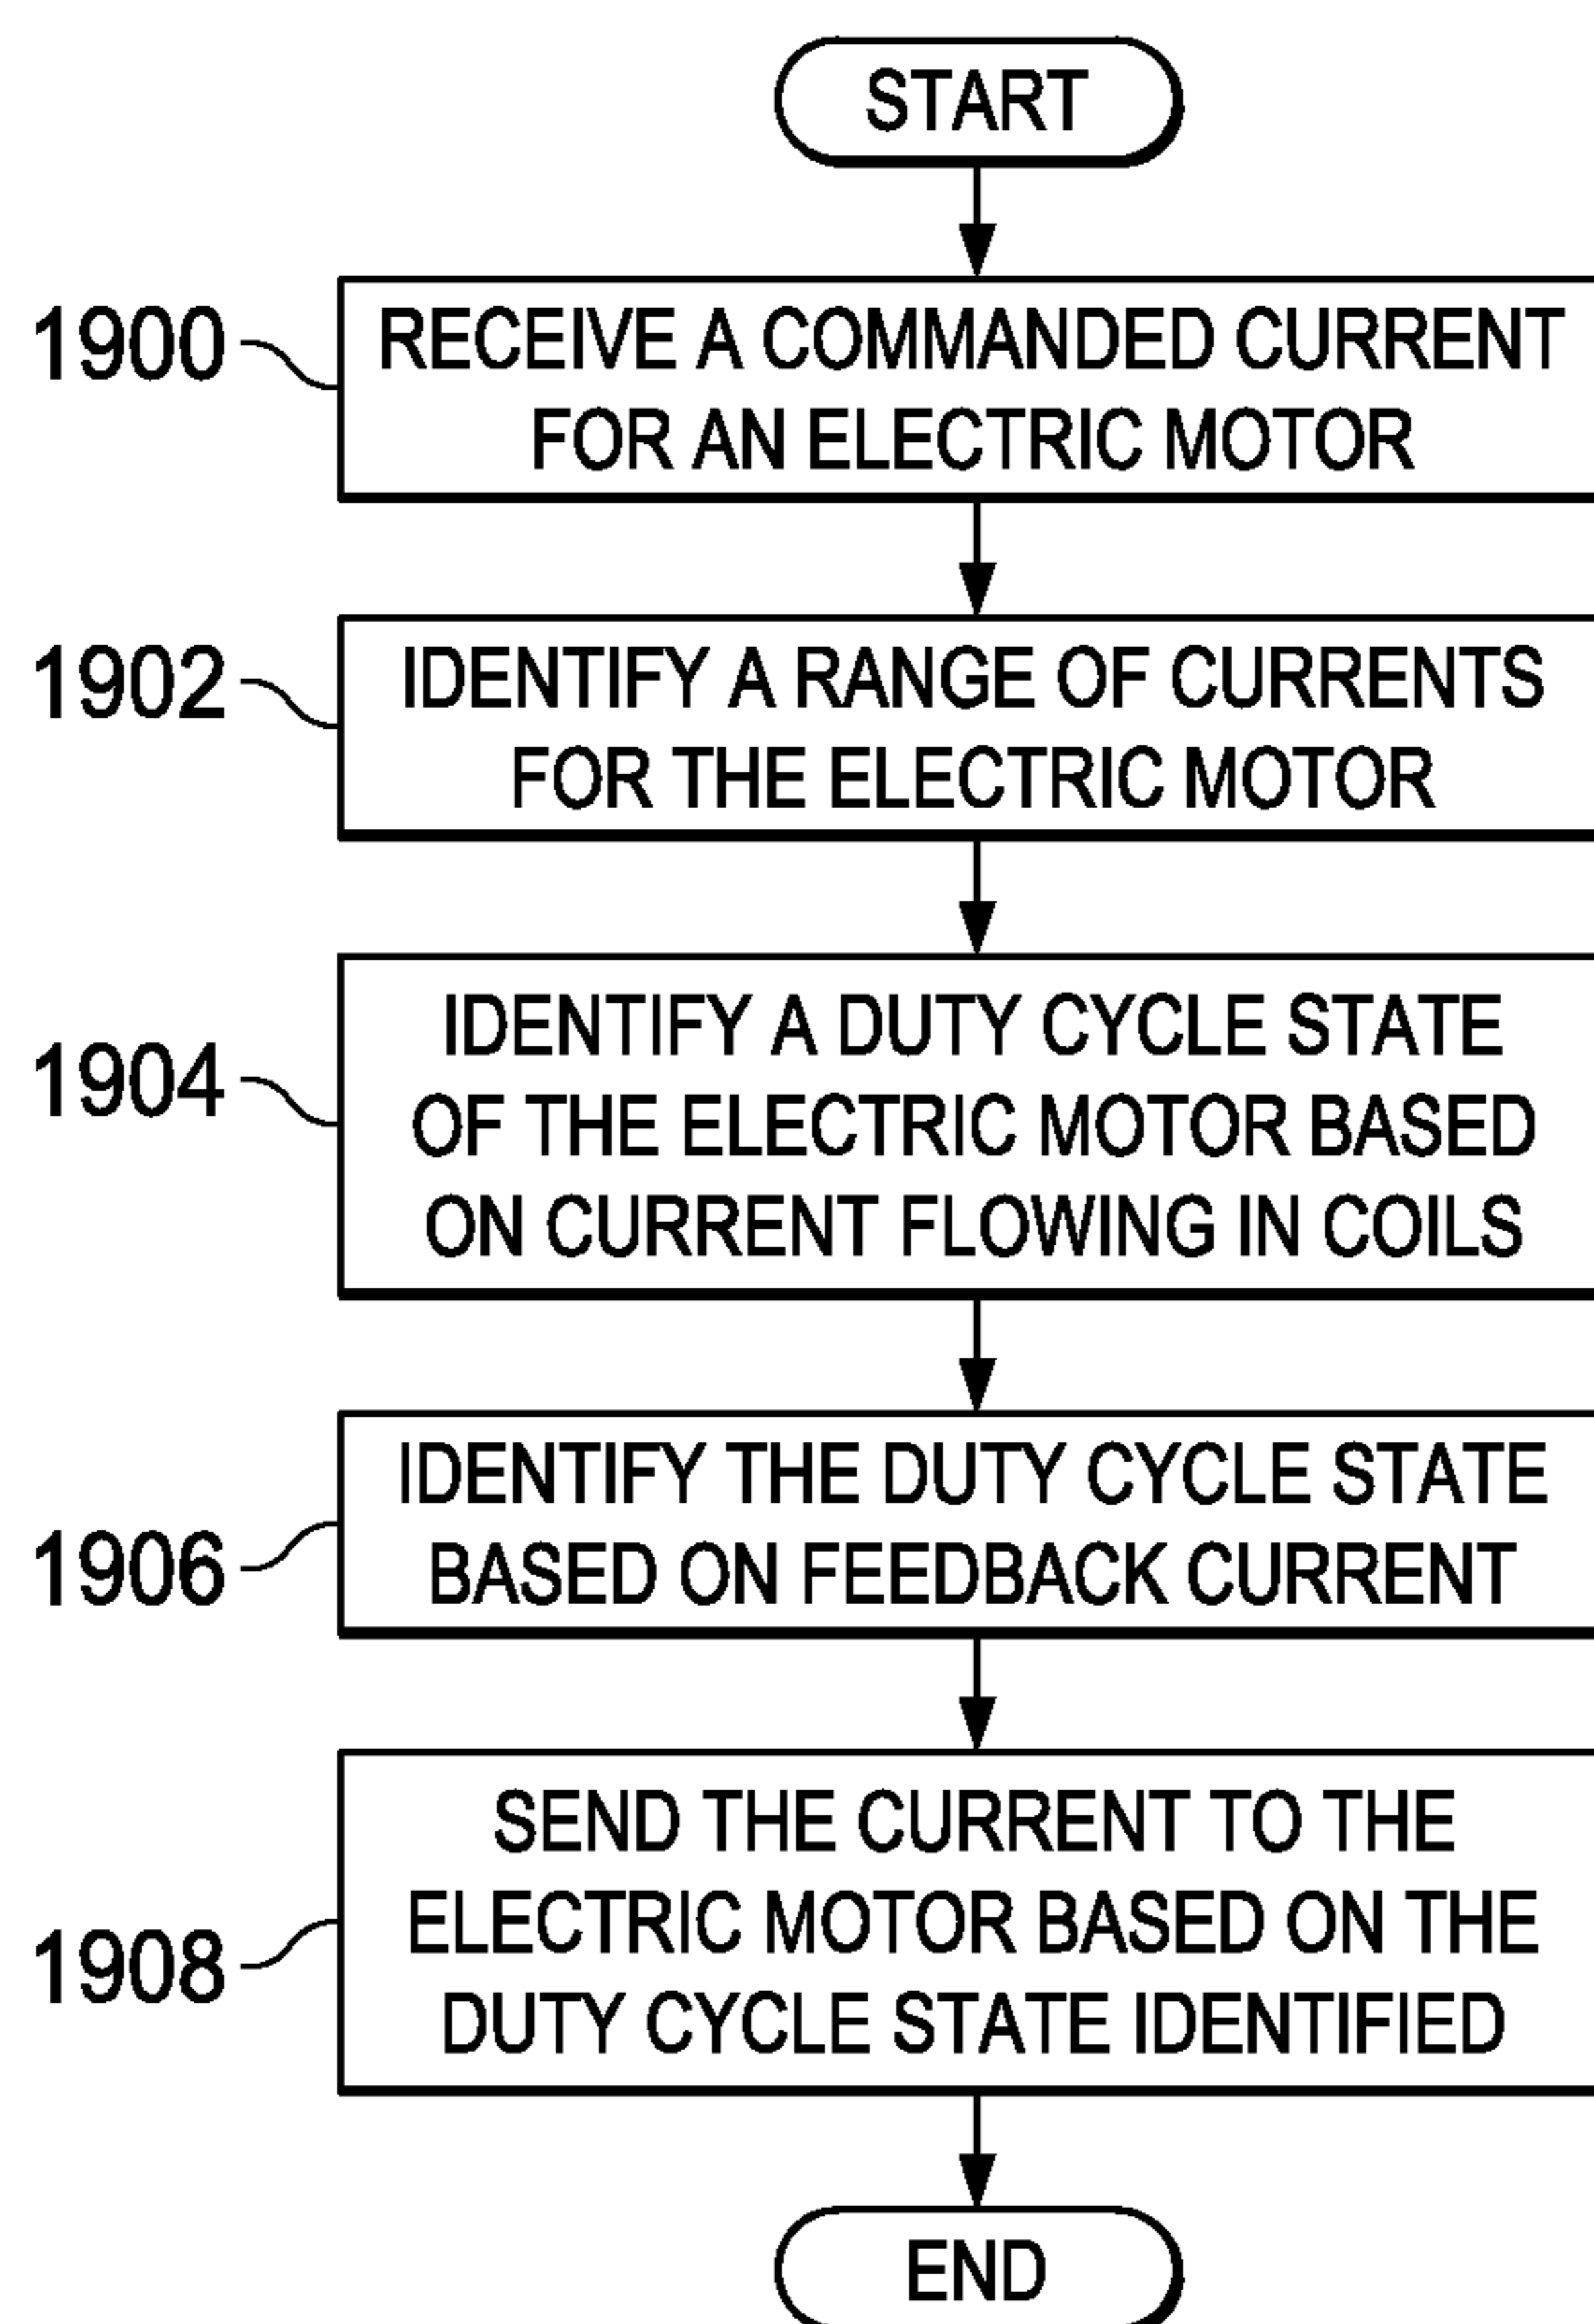 START
1900
RECEIVE A COMMANDED CURRENT
FOR AN ELECTRIC MOTOR
1902
IDENTIFY A RANGE OF CURRENTS
FOR THE ELECTRIC MOTOR
1904
IDENTIFY A DUTY CYCLE STATE
OF THE ELECTRIC MOTOR BASED
ON CURRENT FLOWING IN COILS
1906
IDENTIFY THE DUTY CYCLE STATE
BASED ON FEEDBACK CURRENT
1908
SEND THE CURRENT TO THE
ELECTRIC MOTOR BASED ON THE
DUTY CYCLE STATE IDENTIFIED
END